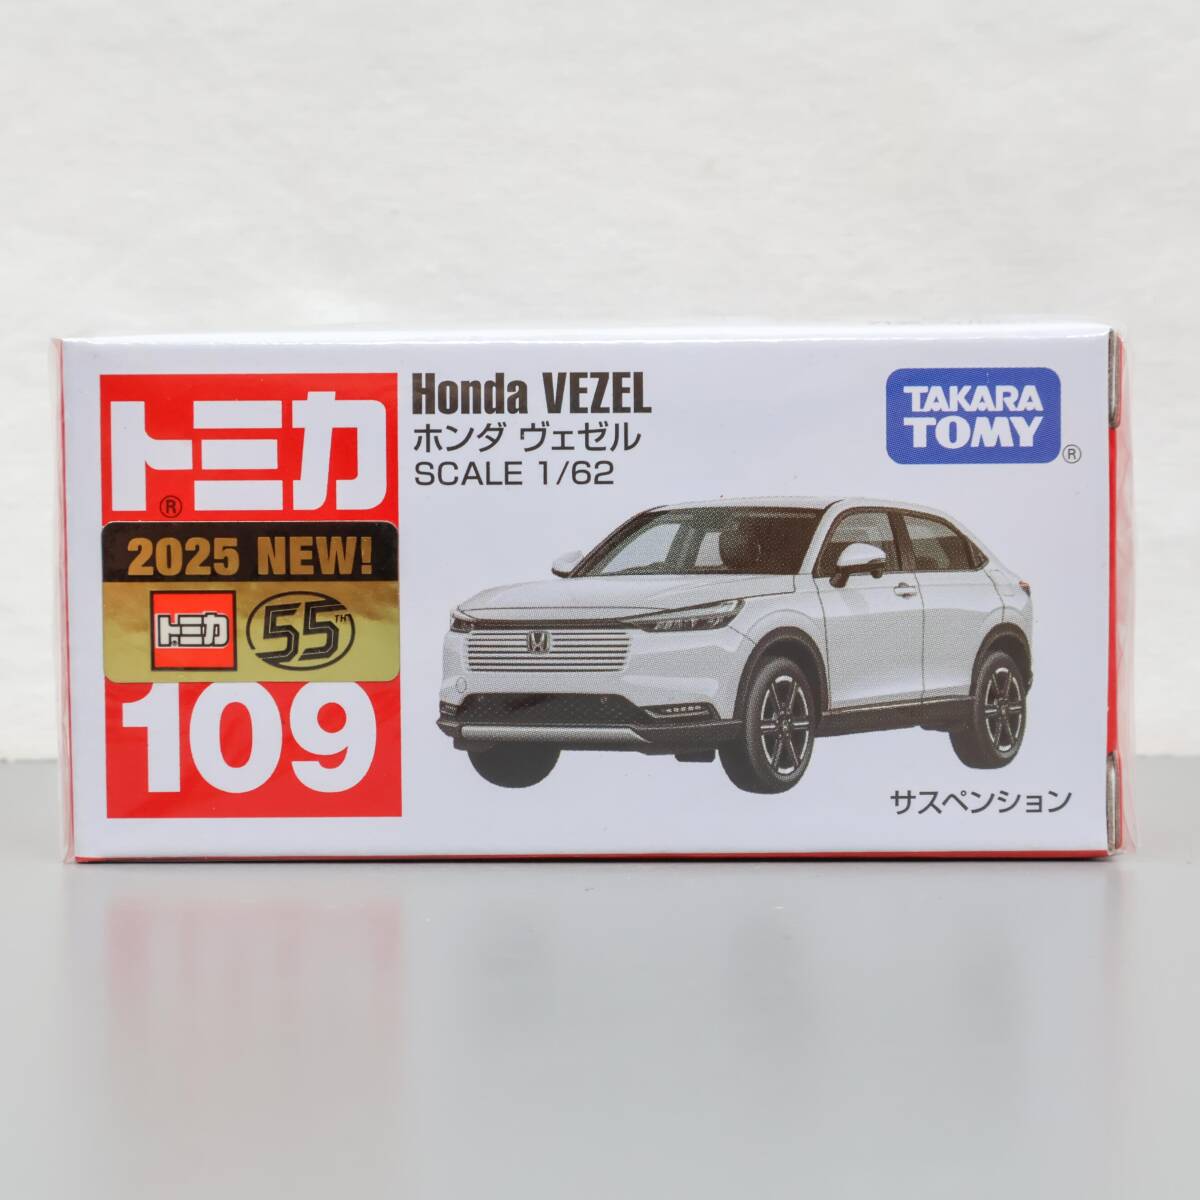 トミカ
®
2025 NEW!
トミカ
55TH
109
Honda VEZEL
ホンダ ヴェゼル
SCALE 1/62
TAKARA
TOMY
®
サスペンション